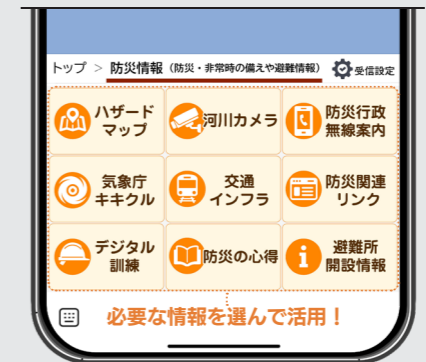 トップ > 防災情報（防災・非常時の備えや避難情報） 受信設定
ハザード
マップ
河川カメラ
防災行政
無線案内
気象庁
キキクル
交通
インフラ
防災関連
リンク
デジタル
訓練
防災の心得
避難所
開設情報
必要な情報を選んで活用！